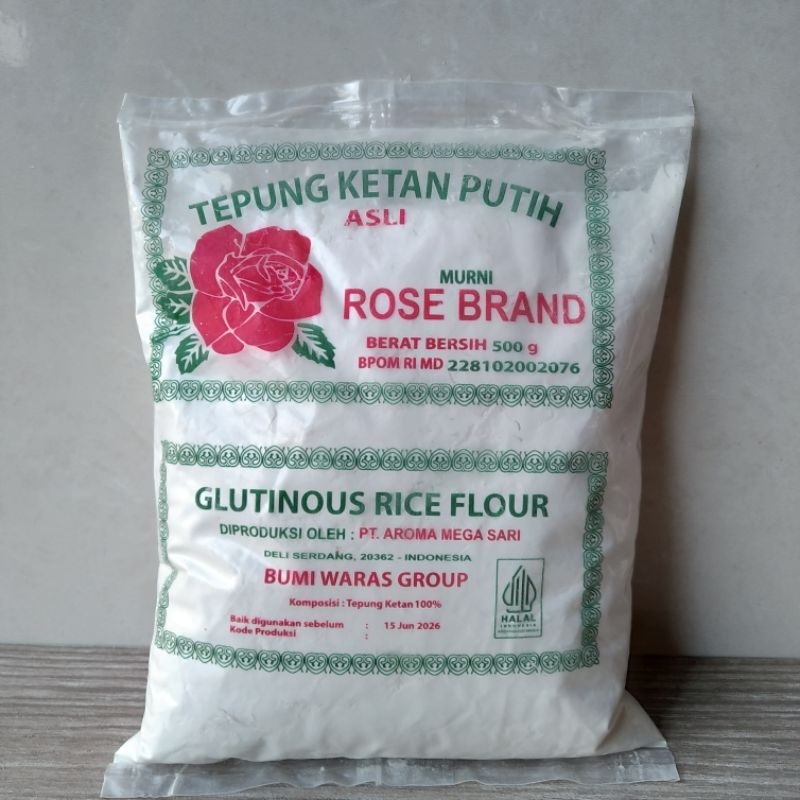 TEPUNG KETAN PUTIH
ASLI
MURNI
ROSE BRAND
BERAT BERSIH 500 g
BPOM RI MD 228102002076
GLUTINOUS RICE FLOUR
DIPRODUKSI OLEH : PT. AROMA MEGA SARI
DELI SERDANG, 20362 - INDONESIA
BUMI WARAS GROUP
Komposisi : Tepung Ketan 100%
Baik digunakan sebelum : 15 Jun 2026
Kode Produksi :
HALAL
INDONESIA